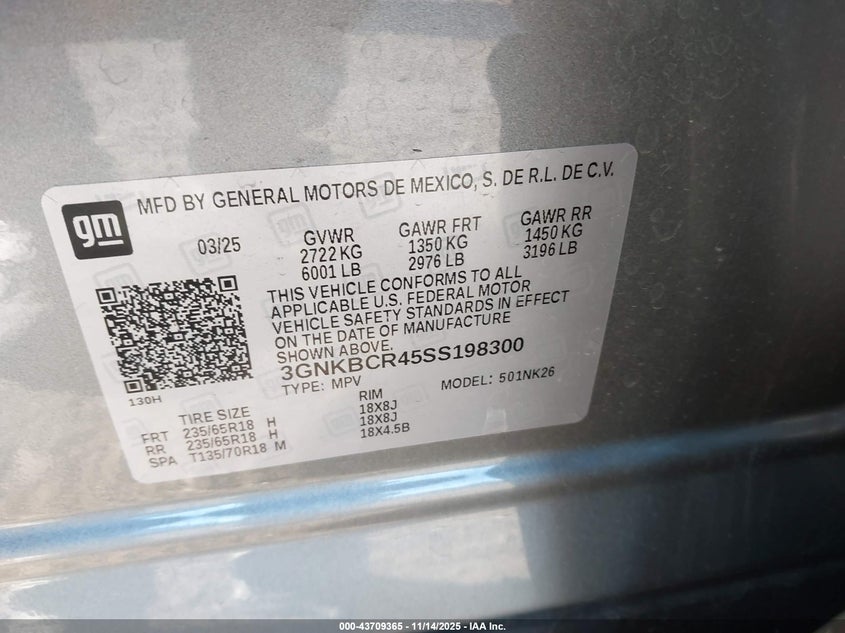 gm
MFD BY GENERAL MOTORS DE MEXICO, S. DE R.L. DE C.V.
03/25
GVWR
2722 KG
6001 LB
GAWR FRT
1350 KG
2976 LB
GAWR RR
1450 KG
3196 LB
THIS VEHICLE CONFORMS TO ALL
APPLICABLE U.S. FEDERAL MOTOR
VEHICLE SAFETY STANDARDS IN EFFECT
ON THE DATE OF MANUFACTURE
SHOWN ABOVE.
3GNKBCR45SS198300
TYPE: MPV
MODEL: 501NK26
130H
TIRE SIZE
RIM
FRT 235/65R18 H 18X8J
RR 235/65R18 H 18X8J
SPA T135/70R18 M 18X4.5B
000-43709365 | 11/14/2025 - IAA Inc.